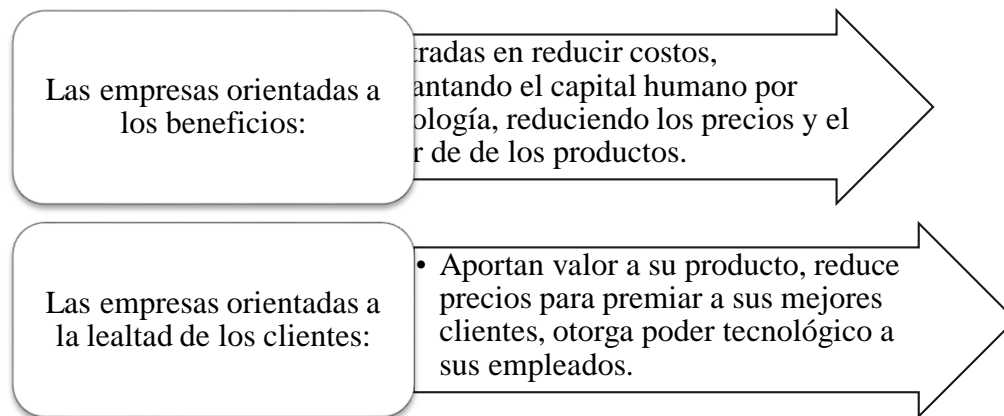 Las empresas orientadas a
los beneficios:
tradas en reducir costos,
antando el capital humano por
ología, reduciendo los precios y el
r de de los productos.
Las empresas orientadas a
la lealtad de los clientes:
• Aportan valor a su producto, reduce
precios para premiar a sus mejores
clientes, otorga poder tecnológico a
sus empleados.